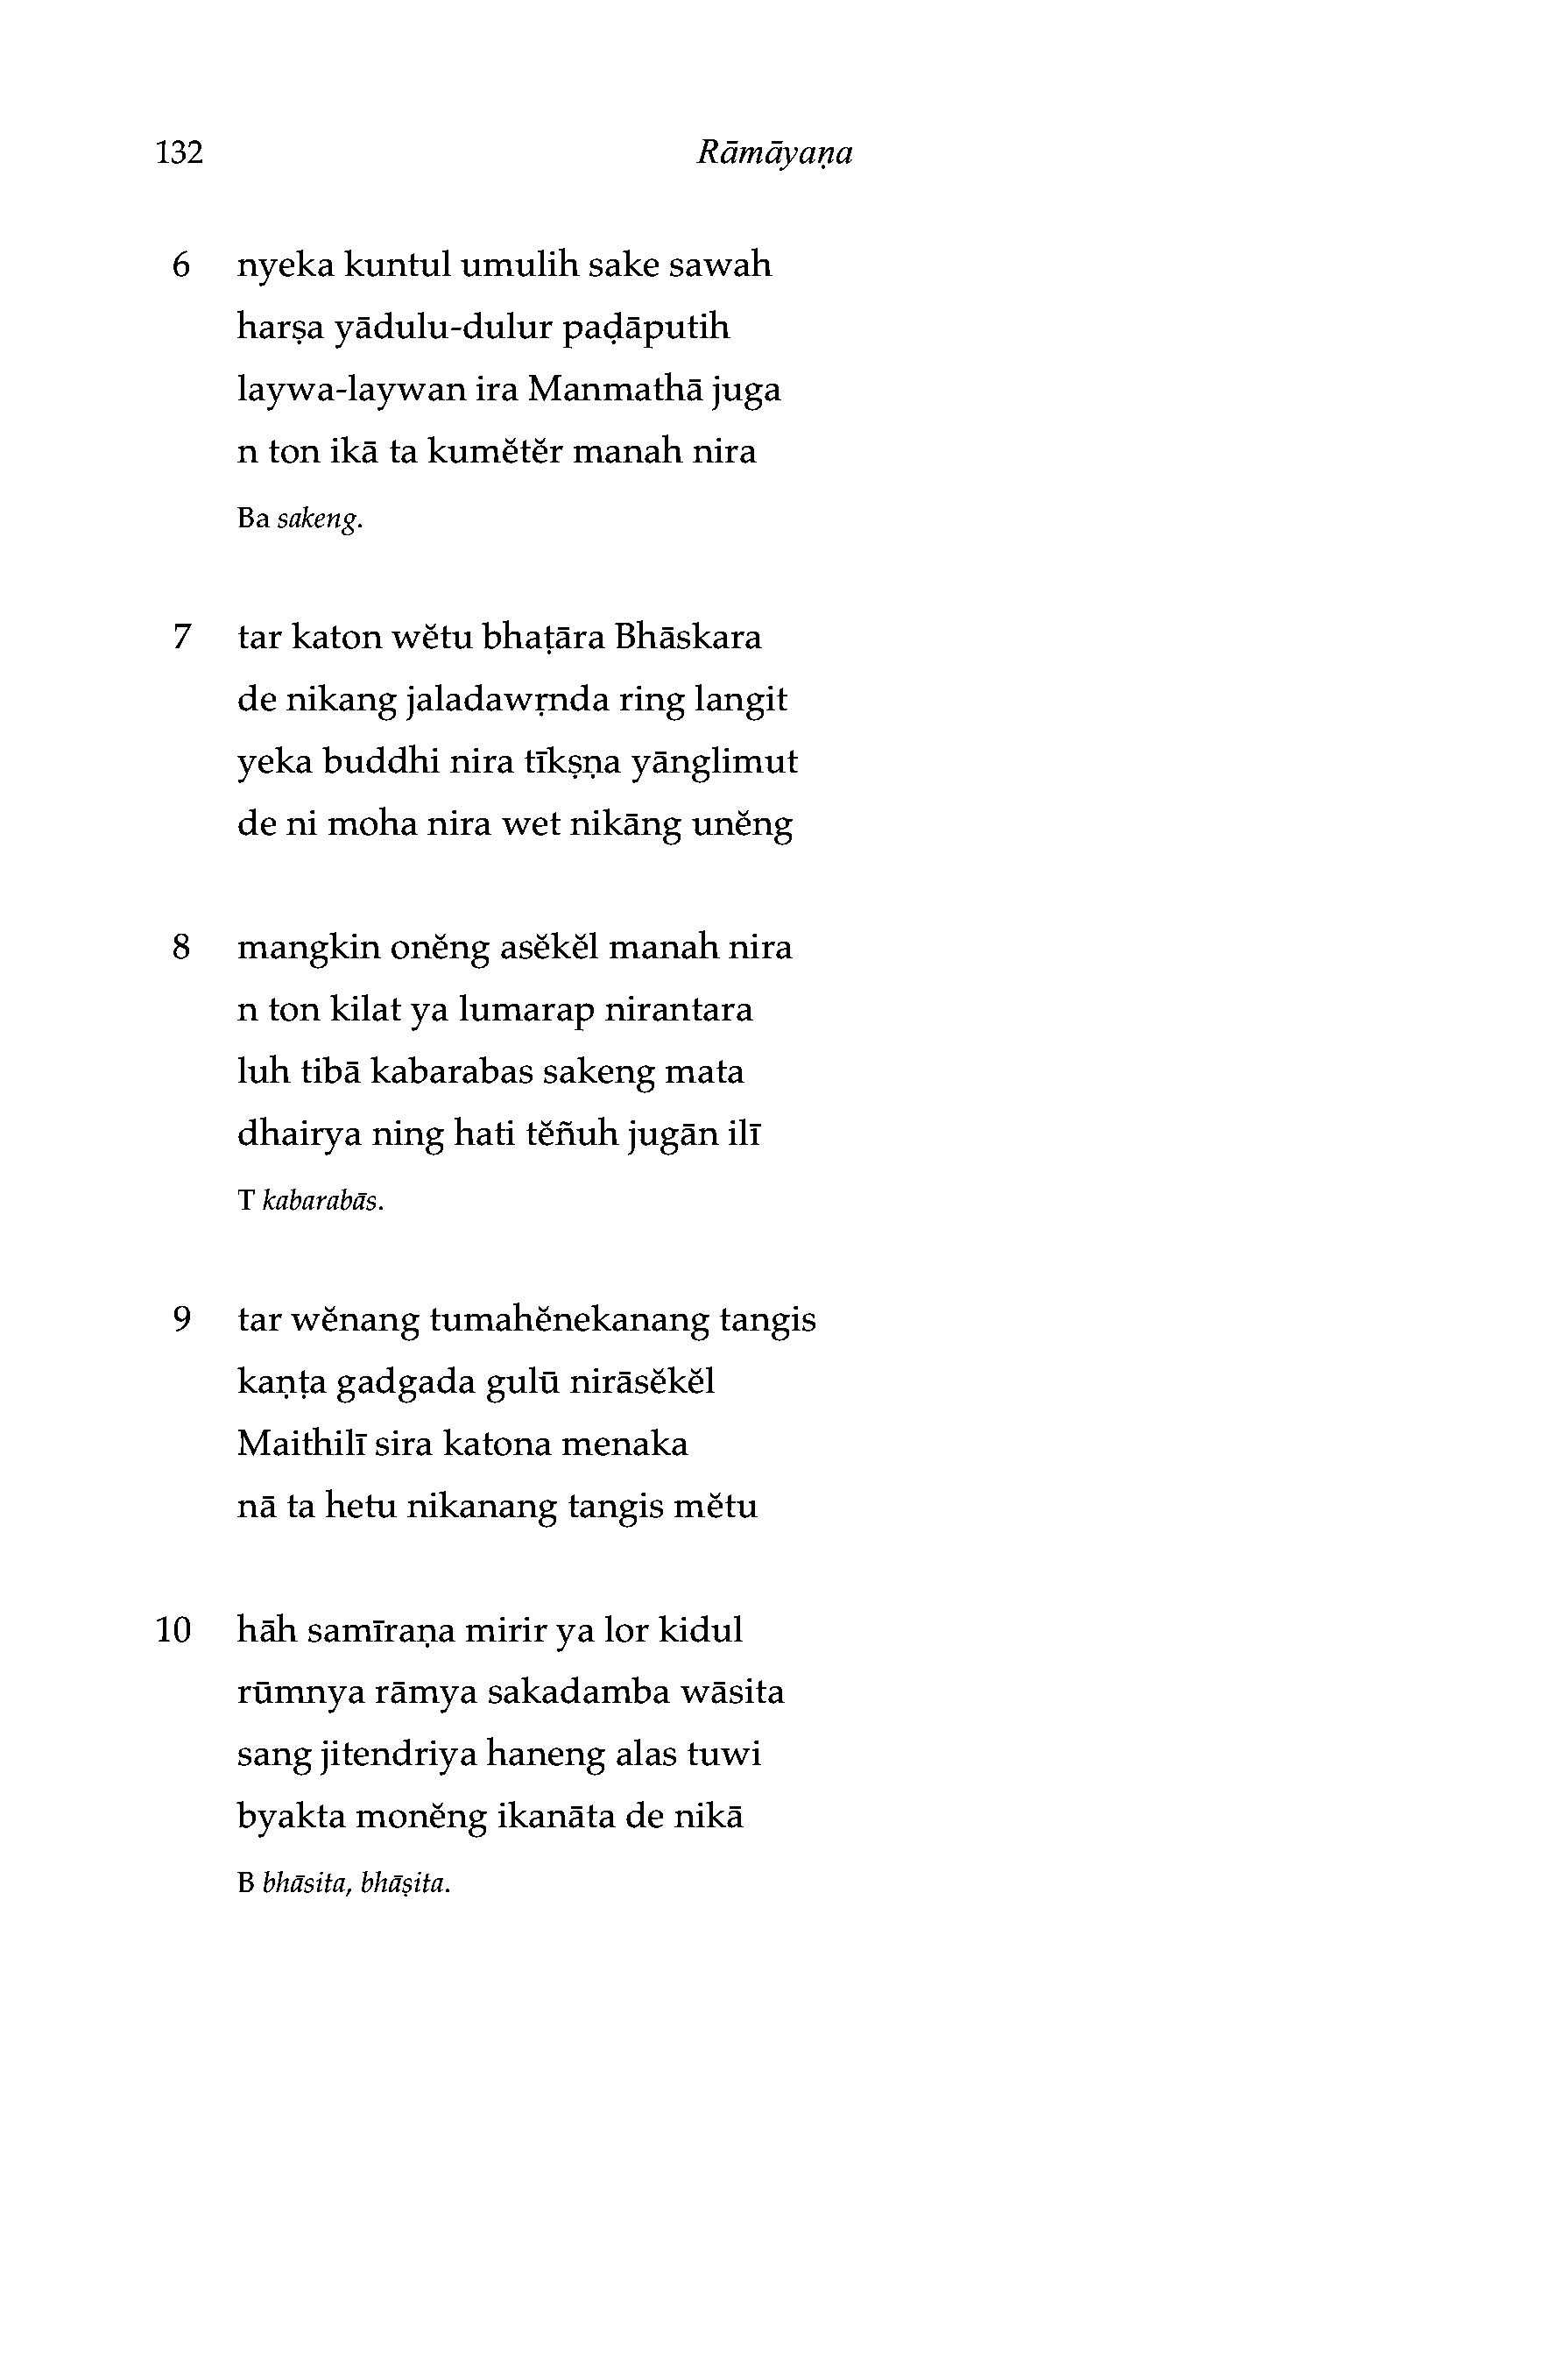 132 Rāmāyaṇa
6 nyeka kuntul umulih sake sawah
harṣa yādulu-dulur paḍāputih
laywa-laywan ira Manmathā juga
n ton ikā ta kumĕtĕr manah nira
Ba sakeng.
7 tar katon wĕtu bhaṭāra Bhāskara
de nikang jaladawṛnda ring langit
yeka buddhi nira tīkṣṇa yānglimut
de ni moha nira wet nikāng unĕng
8 mangkin onĕng asĕkĕl manah nira
n ton kilat ya lumarap nirantara
luh tibā kabarabas sakeng mata
dhairya ning hati tĕñuh jugān ilī
T kabarabās.
9 tar wĕnang tumahĕnekanang tangis
kaṇṭa gadgada gulū nirāsĕkĕl
Maithilī sira katona menaka
nā ta hetu nikanang tangis mĕtu
10 hāh samīraṇa mirir ya lor kidul
rūmnya rāmya sakadamba wāsita
sang jitendriya haneng alas tuwi
byakta monĕng ikanāta de nikā
B bhāsita, bhāṣita.